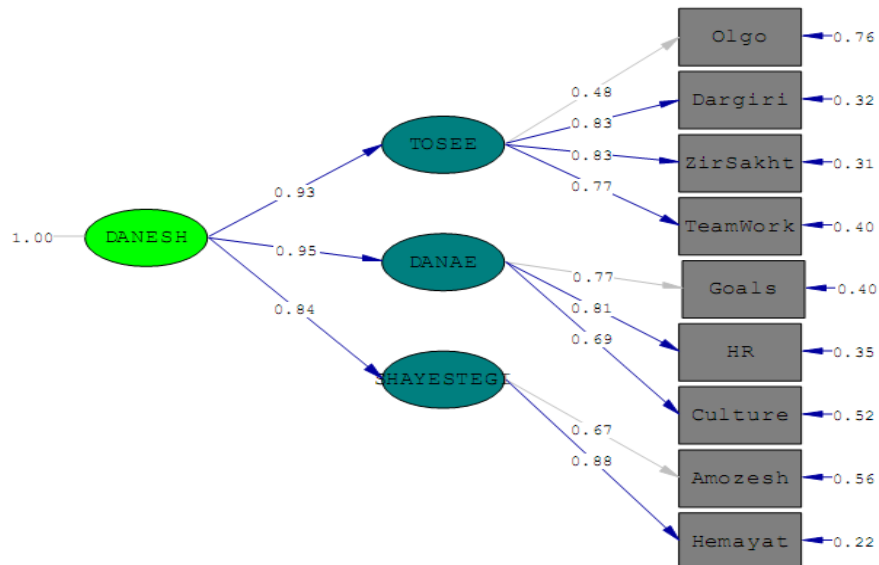 Olgo
0.76
0.48
Dargiri
0.32
0.83
TOSEE
0.83
ZirSakht
0.31
0.77
0.93
TeamWork
0.40
1.00
DANESH
0.95
DANAE
0.77
Goals
0.40
0.81
0.84
0.69
HR
0.35
SHAYESTEGI
Culture
0.52
0.67
0.88
Amozesh
0.56
Hemayat
0.22